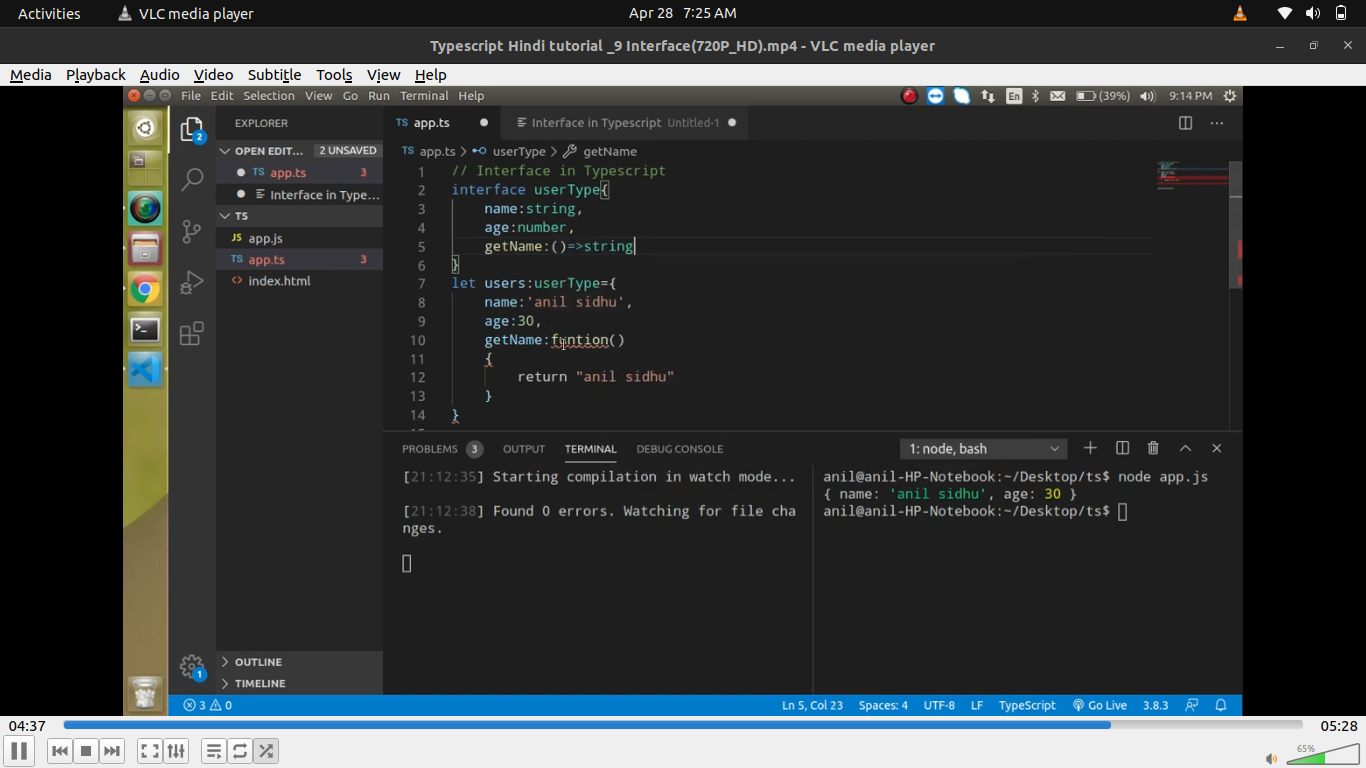 Activities VLC media player Apr 28 7:25 AM
Typescript Hindi tutorial _9 Interface(720P_HD).mp4 - VLC media player
Media Playback Audio Video Subtitle Tools View Help
File Edit Selection View Go Run Terminal Help En (39%) 9:14 PM
2
EXPLORER
OPEN EDIT... 2 UNSAVED
TS app.ts 3
Interface in Type...
TS
JS app.js
TS app.ts 3
<> index.html
OUTLINE
TIMELINE
1
TS app.ts Interface in Typescript Untitled-1
TS app.ts > userType > getName
1 // Interface in Typescript
2 interface userType{
3 name:string,
4 age:number,
5 getName:()=>string
6 }
7 let users:userType={
8 name:'anil sidhu',
9 age:30,
10 getName:funtion()
11 {
12 return "anil sidhu"
13 }
14 }
PROBLEMS 3 OUTPUT TERMINAL DEBUG CONSOLE 1: node, bash
[21:12:35] Starting compilation in watch mode...
[21:12:38] Found 0 errors. Watching for file cha
nges.
anil@anil-HP-Notebook:~/Desktop/ts$ node app.js
{ name: 'anil sidhu', age: 30 }
anil@anil-HP-Notebook:~/Desktop/ts$
3 0 Ln 5, Col 23 Spaces: 4 UTF-8 LF TypeScript Go Live 3.8.3
04:37 05:28
65%